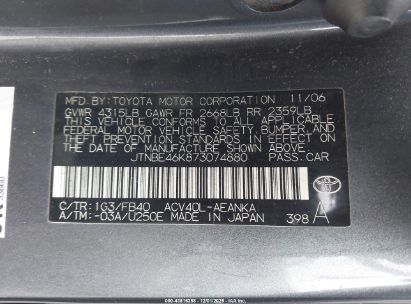 MFD. BY: TOYOTA MOTOR CORPORATION 11/06
GVWR 4315LB GAWR FR 2668LB RR 2359LB
THIS VEHICLE CONFORMS TO ALL APPLICABLE
FEDERAL MOTOR VEHICLE SAFETY, BUMPER, AND
THEFT PREVENTION STANDARDS IN EFFECT ON
THE DATE OF MANUFACTURE SHOWN ABOVE.
JTNBE46K873074880 PASS.CAR
C/TR: 1G3/FB40 ACV40L-AEANKA
A/TM: -03A/U250E MADE IN JAPAN 398 A
TOYOTA